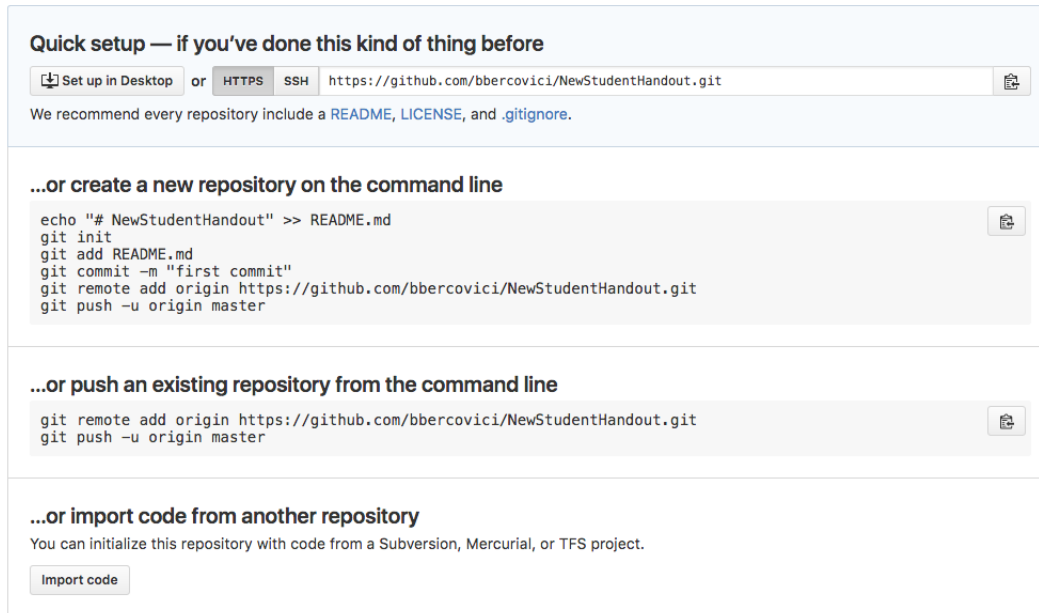 Quick setup — if you’ve done this kind of thing before
Set up in Desktop or HTTPS SSH https://github.com/bbercovici/NewStudentHandout.git
We recommend every repository include a README, LICENSE, and .gitignore.
...or create a new repository on the command line
echo "# NewStudentHandout" >> README.md
git init
git add README.md
git commit -m "first commit"
git remote add origin https://github.com/bbercovici/NewStudentHandout.git
git push -u origin master
...or push an existing repository from the command line
git remote add origin https://github.com/bbercovici/NewStudentHandout.git
git push -u origin master
...or import code from another repository
You can initialize this repository with code from a Subversion, Mercurial, or TFS project.
Import code